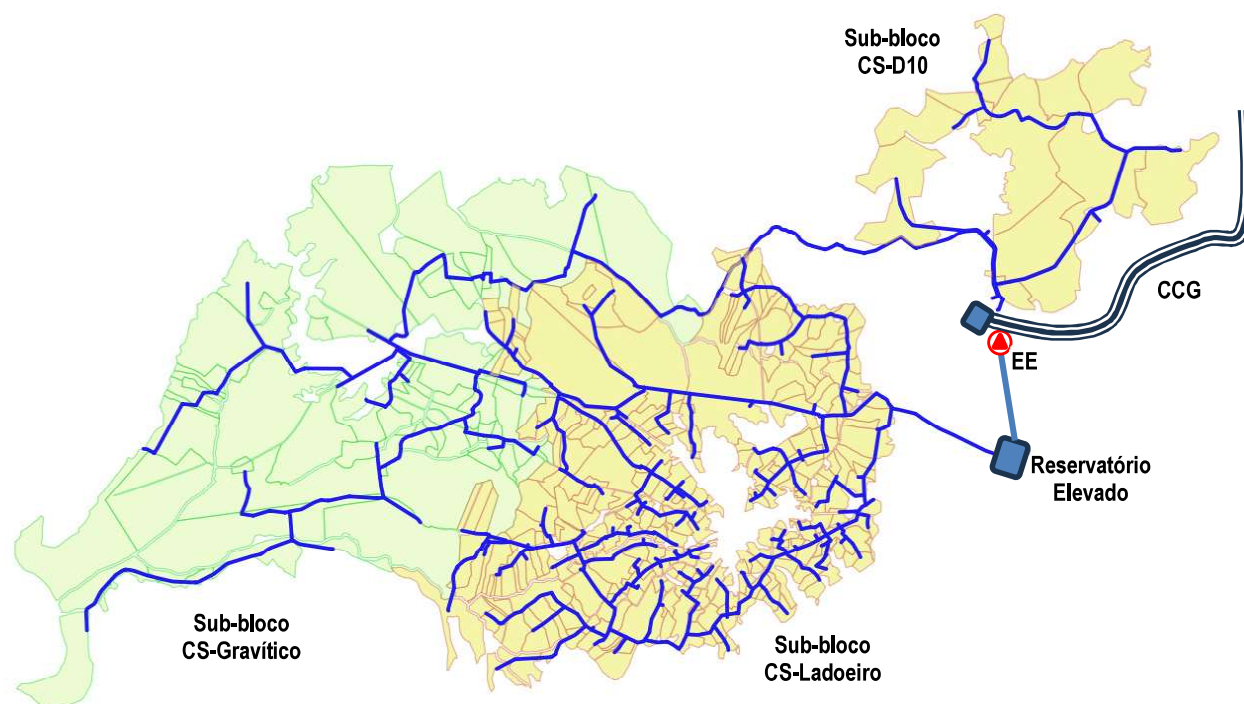 Sub-bloco
CS-D10
CCG
EE
Reservatório
Elevado
Sub-bloco
CS-Gravítico
Sub-bloco
CS-Ladoeiro